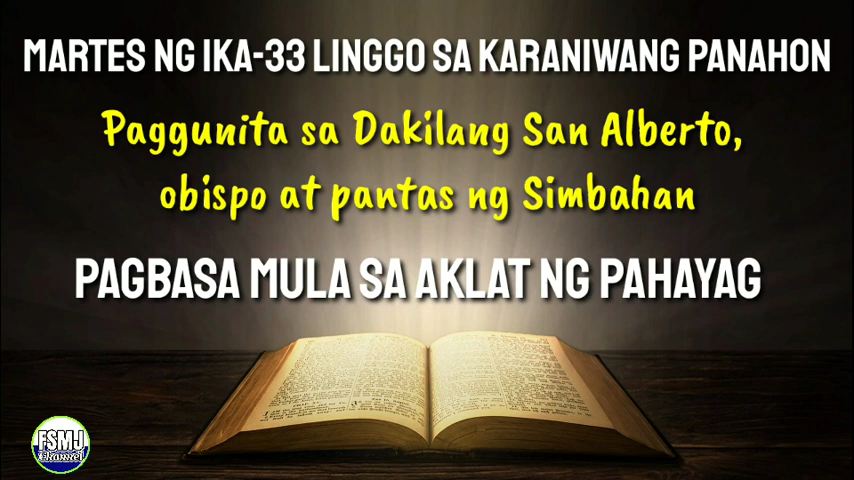 MARTES NG IKA-33 LINGGO SA KARANIWANG PANAHON
Paggunita sa Dakilang San Alberto,
obispo at pantas ng Simbahan
PAGBASA MULA SA AKLAT NG PAHAYAG
FSMJ
Channel